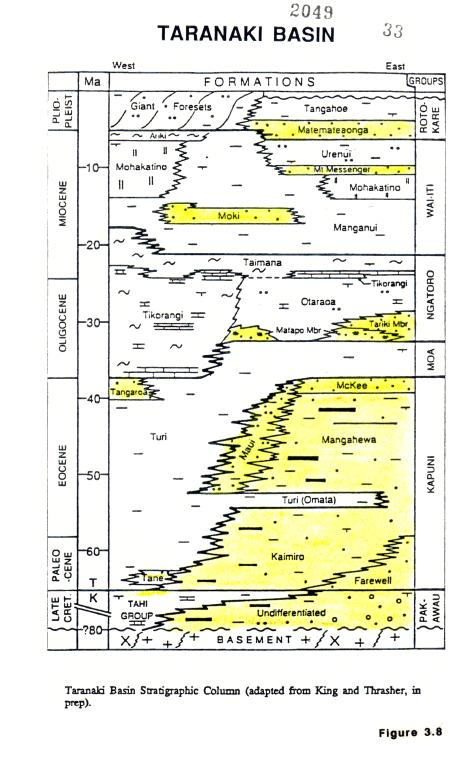 2049
33
TARANAKI BASIN
West East
Ma FORMATIONS GROUPS
PLIO-
PLEIST
Giant Foresets
Tangahoe
ROTO-
KARE
Matemateaonga
Ariki
Urenui
Mohakatino
-10
Mt Messenger
Mohakatino
MIOCENE
WAI-ITI
Moki
Manganui
-20
Taimana
Tikorangi
OLIGOCENE
NGATORO
Otaraoa
Tikorangi
-30
Matapo Mbr
Tariki Mbr
MOA
McKee
Tangaroa
-40
Turi
Maui
Mangahewa
EOCENE
KAPUNI
-50
Turi (Omata)
PALEO
-CENE
-60
Kaimiro
Tane
Farewell
T
K
LATE
CRET.
TAHI
GROUP
Undifferentiated
PAK-
AWAU
-?80
BASEMENT
Taranaki Basin Stratigraphic Column (adapted from King and Thrasher, in
prep).
Figure 3.8